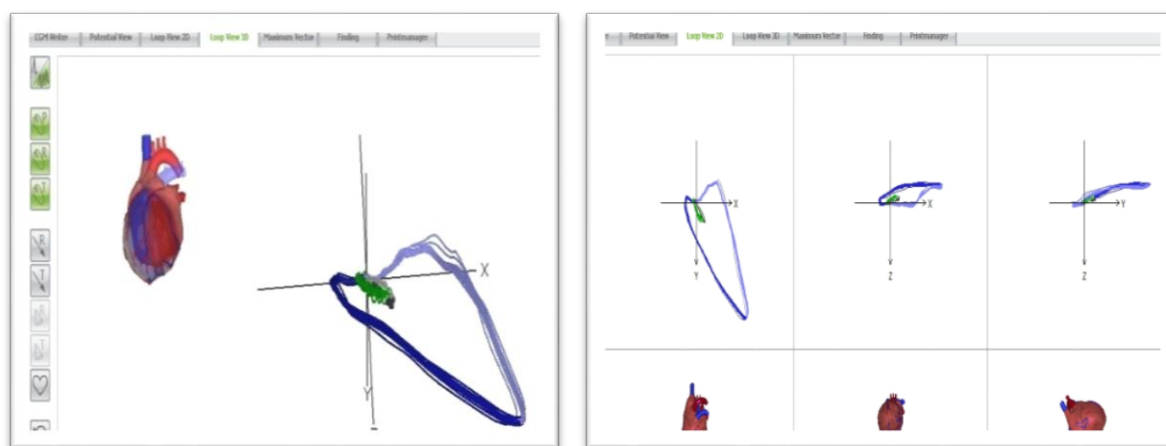 EGM Writer Potential View Loop View 2D Loop View 3D Maximum Vector Finding Printmanager
X
Y
Potential View Loop View 2D Loop View 3D Maximum Vector Finding Printmanager
X X Y
Y Z Z